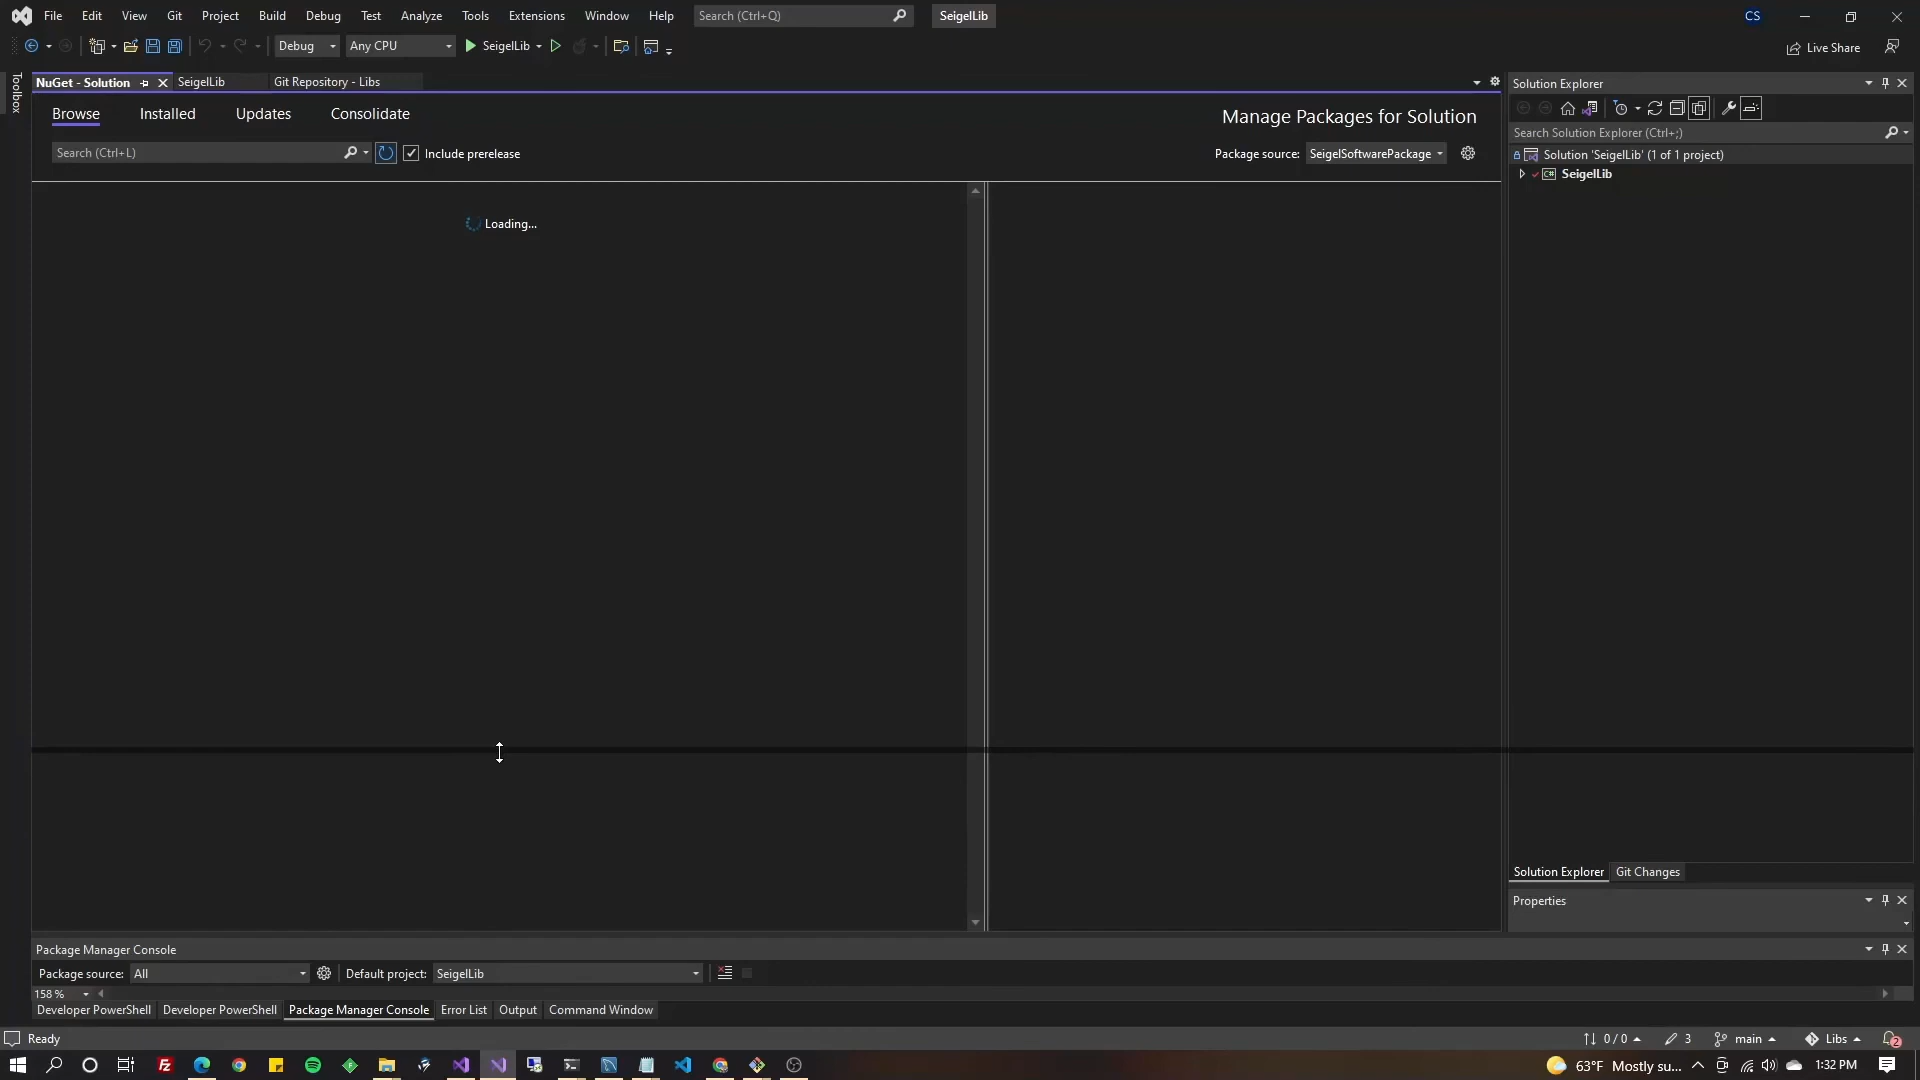 File Edit View Git Project Build Debug Test Analyze Tools Extensions Window Help Search (Ctrl+Q) SeigelLib CS
Debug Any CPU SeigelLib Live Share
Toolbox
NuGet - Solution SeigelLib Git Repository - Libs
Browse Installed Updates Consolidate Manage Packages for Solution
Search (Ctrl+L) Include prerelease Package source: SeigelSoftwarePackage
Loading...
Solution Explorer
Search Solution Explorer (Ctrl+;)
Solution 'SeigelLib' (1 of 1 project)
C# SeigelLib
Solution Explorer Git Changes
Properties
Package Manager Console
Package source: All Default project: SeigelLib
158 %
Developer PowerShell Developer PowerShell Package Manager Console Error List Output Command Window
Ready 0 / 0 3 main Libs 2
63°F Mostly su... 1:32 PM